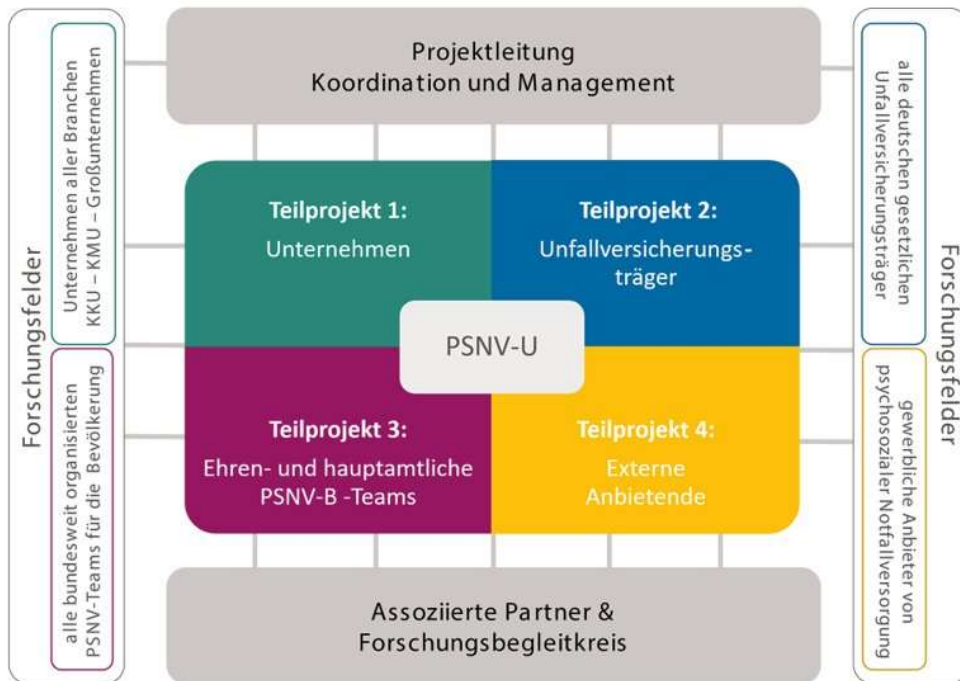 Projektleitung
Koordination und Management
Forschungsfelder
Unternehmen aller Branchen
KKU – KMU – Großunternehmen
alle bundesweit organisierten
PSNV-Teams für die Bevölkerung
Teilprojekt 1:
Unternehmen
Teilprojekt 2:
Unfallversicherungs-
träger
PSNV-U
Teilprojekt 3:
Ehren- und hauptamtliche
PSNV-B -Teams
Teilprojekt 4:
Externe
Anbietende
alle deutschen gesetzlichen
Unfallversicherungsträger
gewerbliche Anbieter von
psychosozialer Notfallversorgung
Forschungsfelder
Assoziierte Partner &
Forschungsbegleitkreis